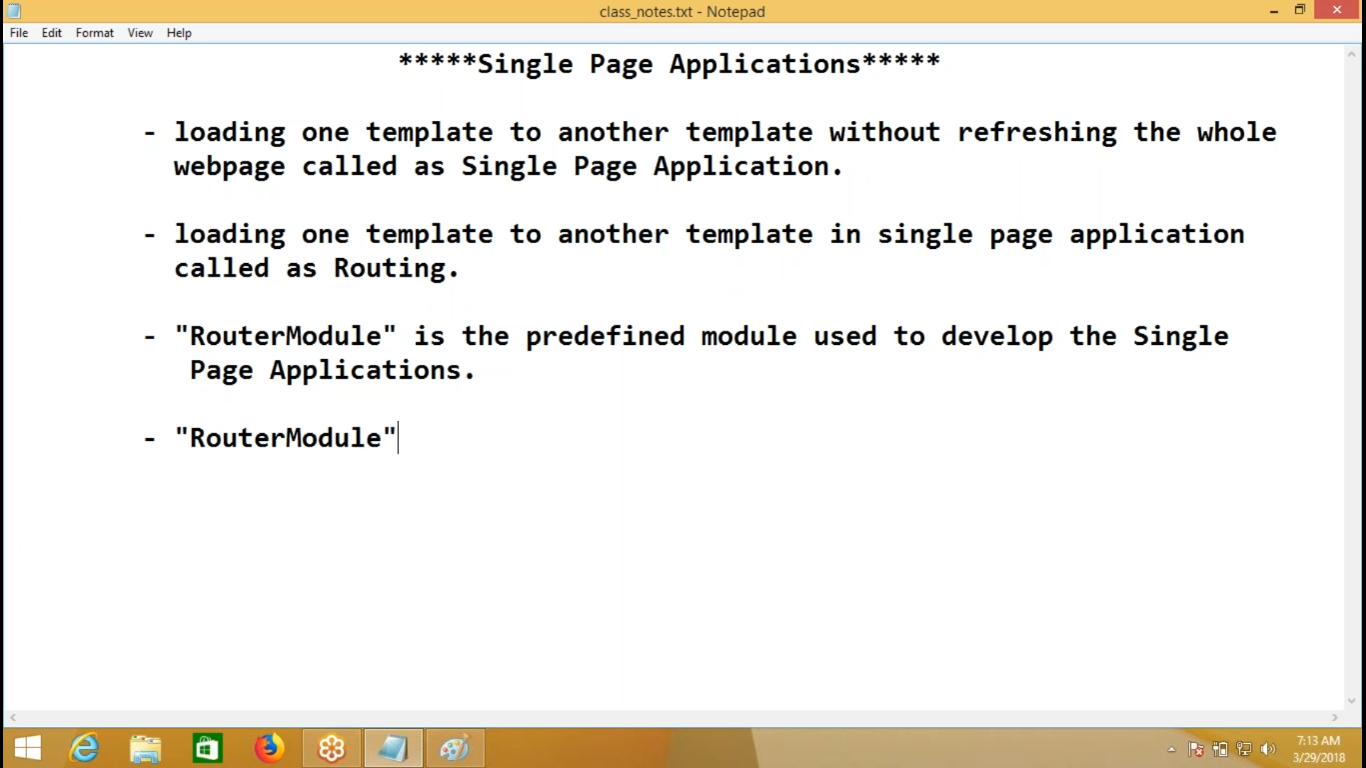 class_notes.txt - Notepad
File Edit Format View Help
*****Single Page Applications*****
- loading one template to another template without refreshing the whole
webpage called as Single Page Application.
- loading one template to another template in single page application
called as Routing.
- "RouterModule" is the predefined module used to develop the Single
Page Applications.
- "RouterModule"
7:13 AM
3/29/2018